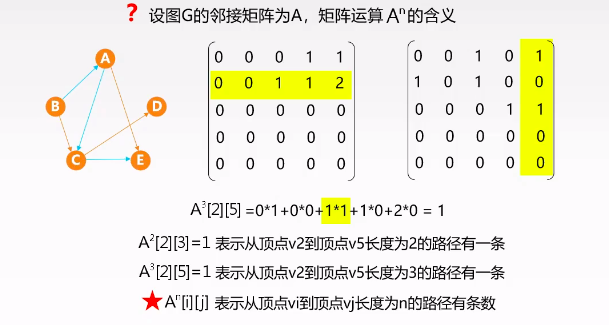 ? 设图G的邻接矩阵为A，矩阵运算 Aⁿ的含义
A
B
D
C
E
0 0 0 1 1
0 0 1 1 2
0 0 0 0 0
0 0 0 0 0
0 0 0 0 0
0 0 1 0 1
1 0 1 0 0
0 0 0 1 1
0 0 0 0 0
0 0 0 0 0
A³[2][5] =0*1+0*0+1*1+1*0+2*0 = 1
A²[2][3]=1 表示从顶点v2到顶点v5长度为2的路径有一条
A³[2][5]=1 表示从顶点v2到顶点v5长度为3的路径有一条
★ Aⁿ[i][j] 表示从顶点vi到顶点vj长度为n的路径有条数